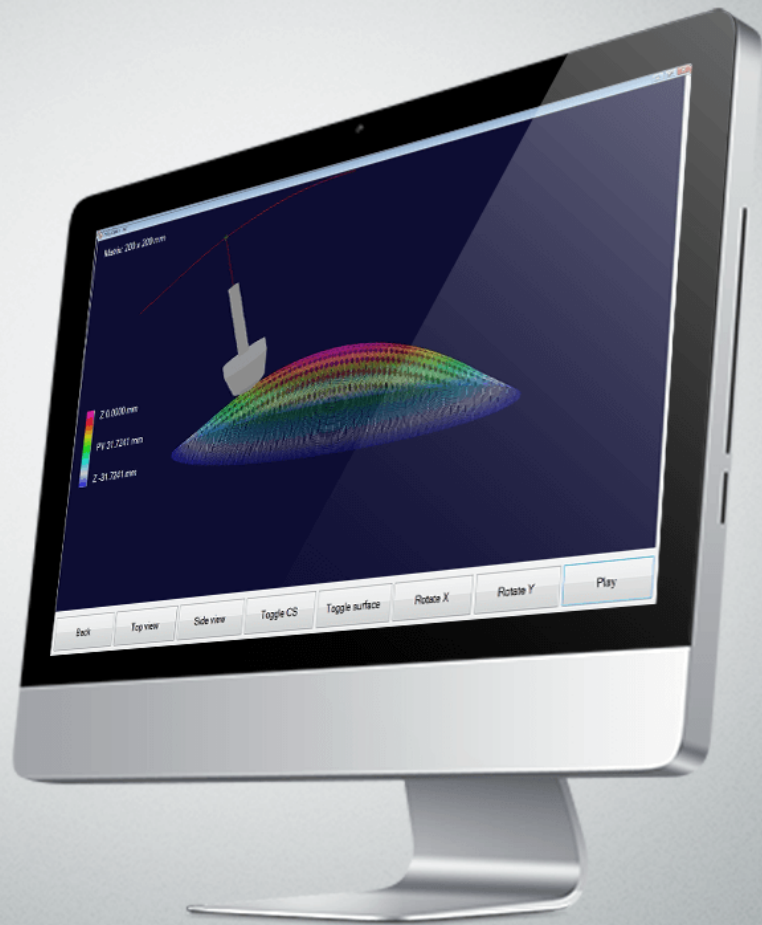 Matrix: 200 x 200 mm
Z 0.0000 mm
PV 31.7241 mm
Z -31.7241 mm
Back
Top view
Side view
Toggle CS
Toggle surface
Rotate X
Rotate Y
Play